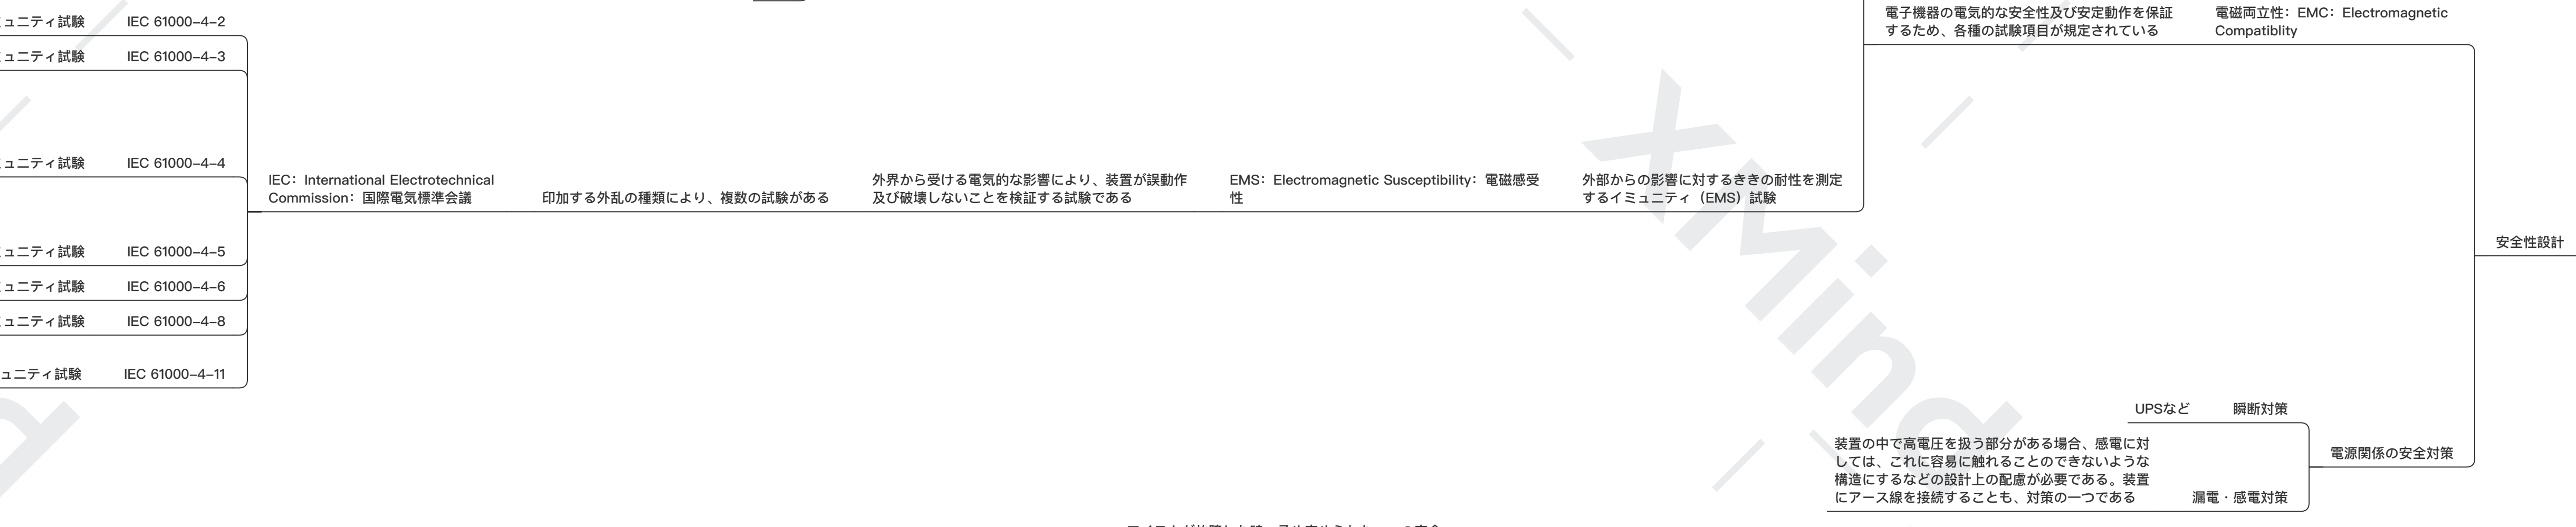 ュニティ試験 IEC 61000-4-2
ュニティ試験 IEC 61000-4-3
ュニティ試験 IEC 61000-4-4
ュニティ試験 IEC 61000-4-5
ュニティ試験 IEC 61000-4-6
ュニティ試験 IEC 61000-4-8
ュニティ試験 IEC 61000-4-11
IEC：International Electrotechnical
Commission：国際電気標準会議
印加する外乱の種類により、複数の試験がある
外界から受ける電気的な影響により、装置が誤動作
及び破壊しないことを検証する試験である
EMS：Electromagnetic Susceptibility：電磁感受
性
外部からの影響に対するききの耐性を測定
するイミュニティ（EMS）試験
電子機器の電気的な安全性及び安定動作を保証
するため、各種の試験項目が規定されている
電磁両立性：EMC：Electromagnetic
Compatiblity
安全性設計
UPSなど 瞬断対策
装置の中で高電圧を扱う部分がある場合、感電に対
しては、これに容易に触れることのできないような
構造にするなどの設計上の配慮が必要である。装置
にアース線を接続することも、対策の一つである
漏電・感電対策
電源関係の安全対策
XMind